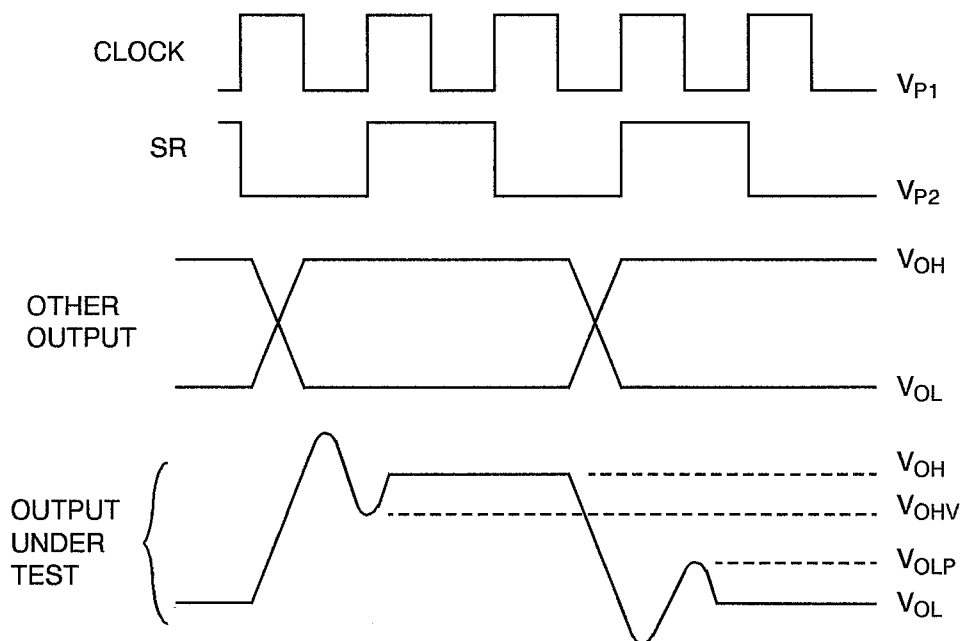 CLOCK
V_P1
SR
V_P2
V_OH
OTHER
OUTPUT
V_OL
V_OH
OUTPUT
UNDER
TEST
V_OHV
V_OLP
V_OL